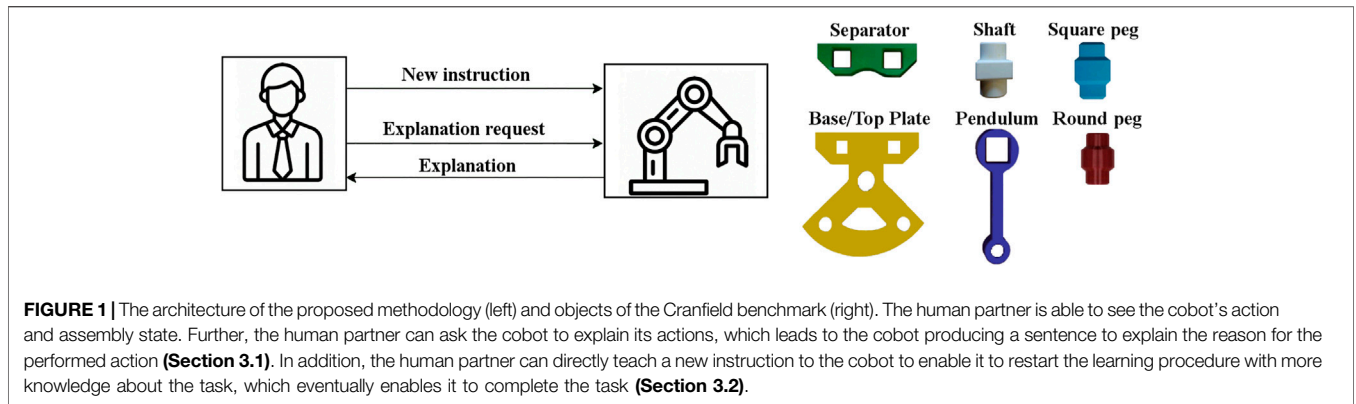 New instruction
Explanation request
Explanation
Separator
Shaft
Square peg
Base/Top Plate
Pendulum
Round peg
FIGURE 1 | The architecture of the proposed methodology (left) and objects of the Cranfield benchmark (right). The human partner is able to see the cobot's action
and assembly state. Further, the human partner can ask the cobot to explain its actions, which leads to the cobot producing a sentence to explain the reason for the
performed action (Section 3.1). In addition, the human partner can directly teach a new instruction to the cobot to enable it to restart the learning procedure with more
knowledge about the task, which eventually enables it to complete the task (Section 3.2).